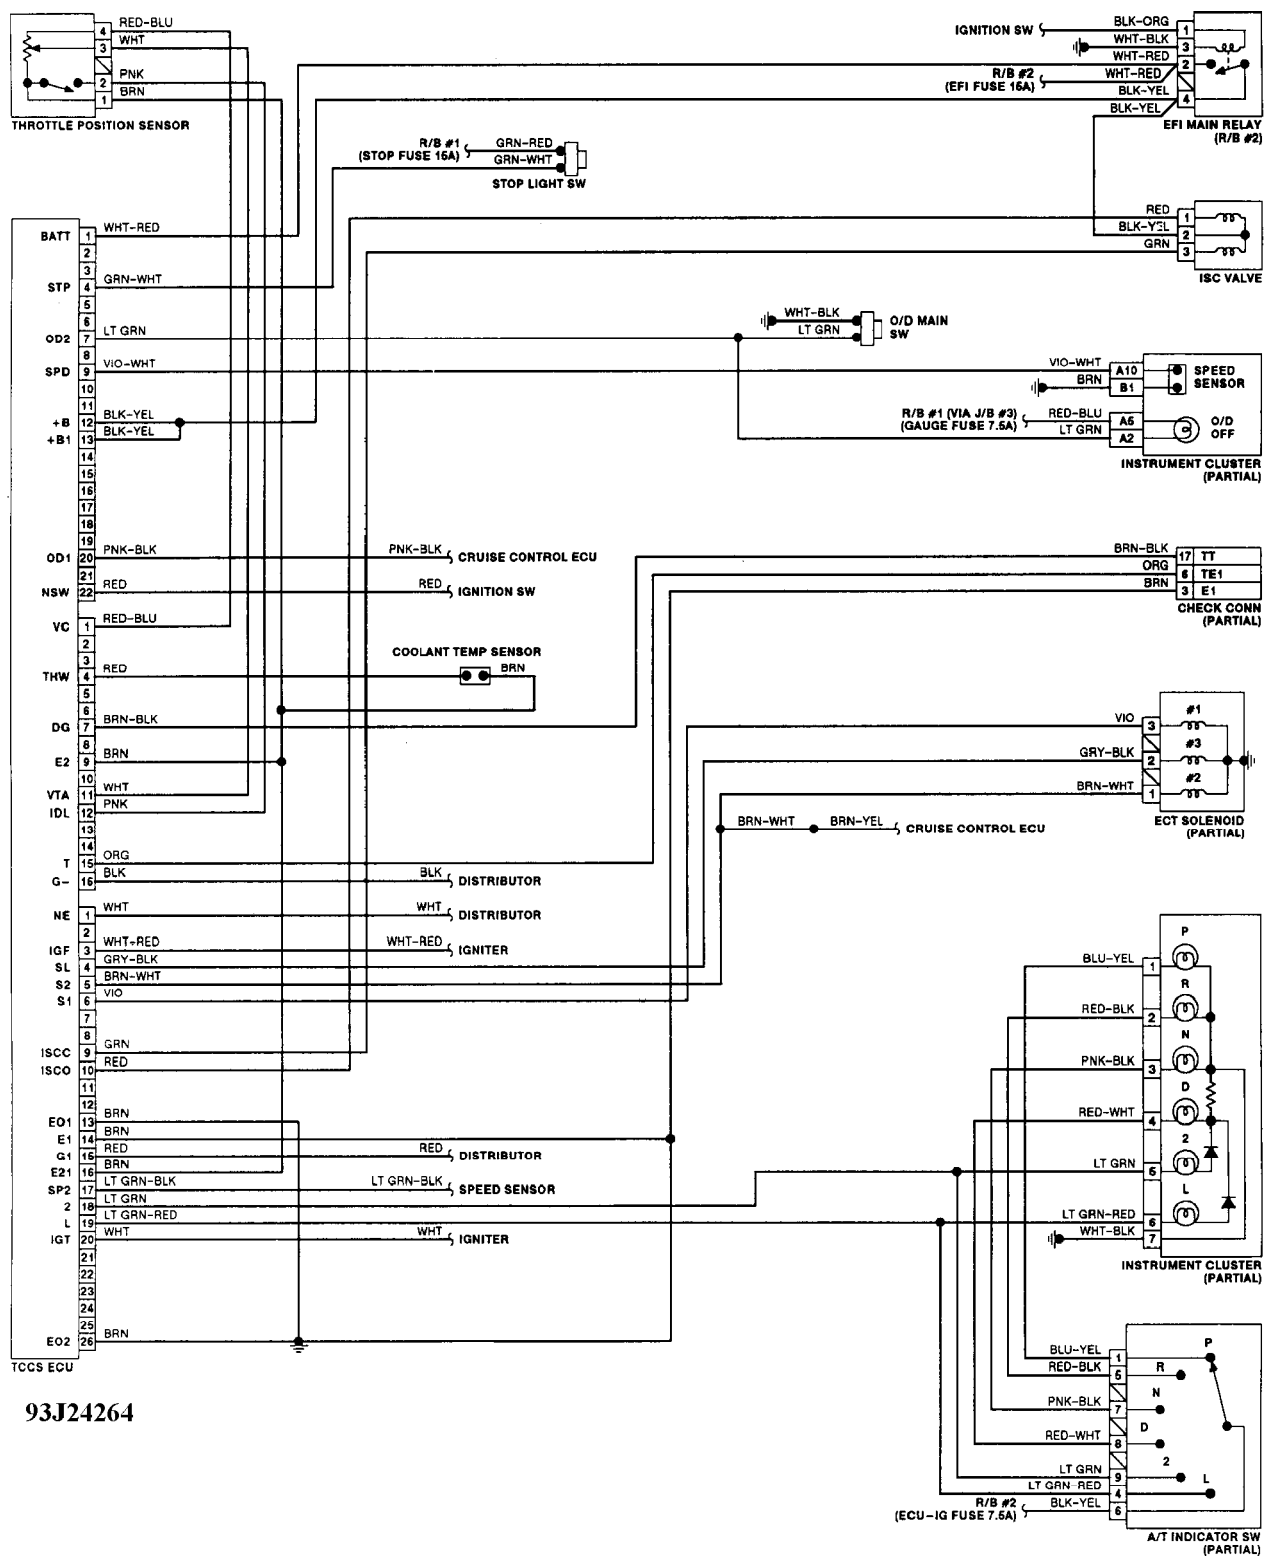 4 RED-BLU
3 WHT
2 PNK
1 BRN
THROTTLE POSITION SENSOR
IGNITION SW
BLK-ORG 1
WHT-BLK 3
WHT-RED 2
R/B #2
(EFI FUSE 15A)
WHT-RED
BLK-YEL 4
BLK-YEL
EFI MAIN RELAY
(R/B #2)
R/B #1
(STOP FUSE 15A)
GRN-RED
GRN-WHT
STOP LIGHT SW
RED 1
BLK-YEL 2
GRN 3
ISC VALVE
BATT 1 WHT-RED
2
3
STP 4 GRN-WHT
5
6
OD2 7 LT GRN
8
SPD 9 VIO-WHT
10
11
+B 12 BLK-YEL
+B1 13 BLK-YEL
14
15
16
17
18
19
OD1 20 PNK-BLK
21
NSW 22 RED
WHT-BLK
LT GRN
O/D MAIN
SW
VIO-WHT A10
BRN B1
SPEED
SENSOR
R/B #1 (VIA J/B #3)
(GAUGE FUSE 7.5A)
RED-BLU A5
LT GRN A2
O/D
OFF
INSTRUMENT CLUSTER
(PARTIAL)
PNK-BLK CRUISE CONTROL ECU
RED IGNITION SW
BRN-BLK 17 TT
ORG 6 TE1
BRN 3 E1
CHECK CONN
(PARTIAL)
VC 1 RED-BLU
2
3
THW 4 RED
5
6
DG 7 BRN-BLK
8
E2 9 BRN
10
VTA 11 WHT
IDL 12 PNK
13
14
T 15 ORG
G- 16 BLK
COOLANT TEMP SENSOR
BRN
VIO 3 #1
GRY-BLK 2 #3
BRN-WHT 1 #2
ECT SOLENOID
(PARTIAL)
BRN-WHT BRN-YEL CRUISE CONTROL ECU
BLK DISTRIBUTOR
NE 1 WHT
2
IGF 3 WHT-RED
SL 4 GRY-BLK
S2 5 BRN-WHT
S1 6 VIO
7
8
ISCC 9 GRN
ISCO 10 RED
11
12
EO1 13 BRN
E1 14 BRN
G1 15 RED
E21 16 BRN
SP2 17 LT GRN-BLK
2 18 LT GRN
L 19 LT GRN-RED
IGT 20 WHT
21
22
23
24
25
EO2 26 BRN
TCCS ECU
WHT DISTRIBUTOR
WHT-RED IGNITER
RED DISTRIBUTOR
LT GRN-BLK SPEED SENSOR
WHT IGNITER
BLU-YEL 1 P
RED-BLK 2 R
PNK-BLK 3 N
RED-WHT 4 D
LT GRN 5 2
LT GRN-RED 6 L
WHT-BLK 7
INSTRUMENT CLUSTER
(PARTIAL)
BLU-YEL 1 P
RED-BLK 5 R
PNK-BLK 7 N
RED-WHT 8 D
LT GRN 9 2
LT GRN-RED 4 L
R/B #2
(ECU-IG FUSE 7.5A)
BLK-YEL 6
A/T INDICATOR SW
(PARTIAL)
93J24264